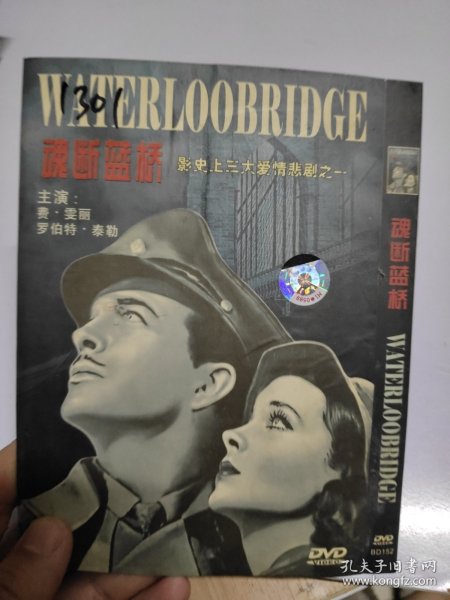 WATERLOOBRIDGE
1301
魂断蓝桥
影史上三大爱情悲剧之一
主演：
费·雯丽
罗伯特·泰勒
DVD
VIDEO
魂断蓝桥
WATERLOOBRIDGE
DVD
BD152
孔夫子旧书网
www.kongfz.com